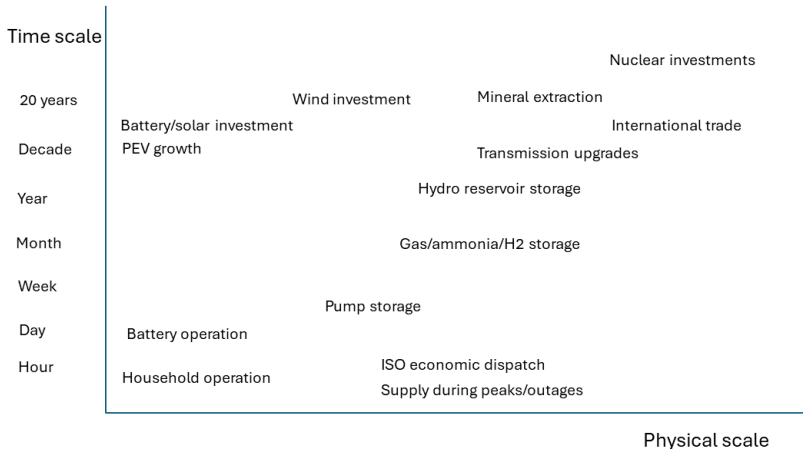 Time scale
Nuclear investments
20 years
Wind investment
Mineral extraction
Battery/solar investment
International trade
Decade
PEV growth
Transmission upgrades
Year
Hydro reservoir storage
Month
Gas/ammonia/H2 storage
Week
Pump storage
Day
Battery operation
Hour
ISO economic dispatch
Household operation
Supply during peaks/outages
Physical scale